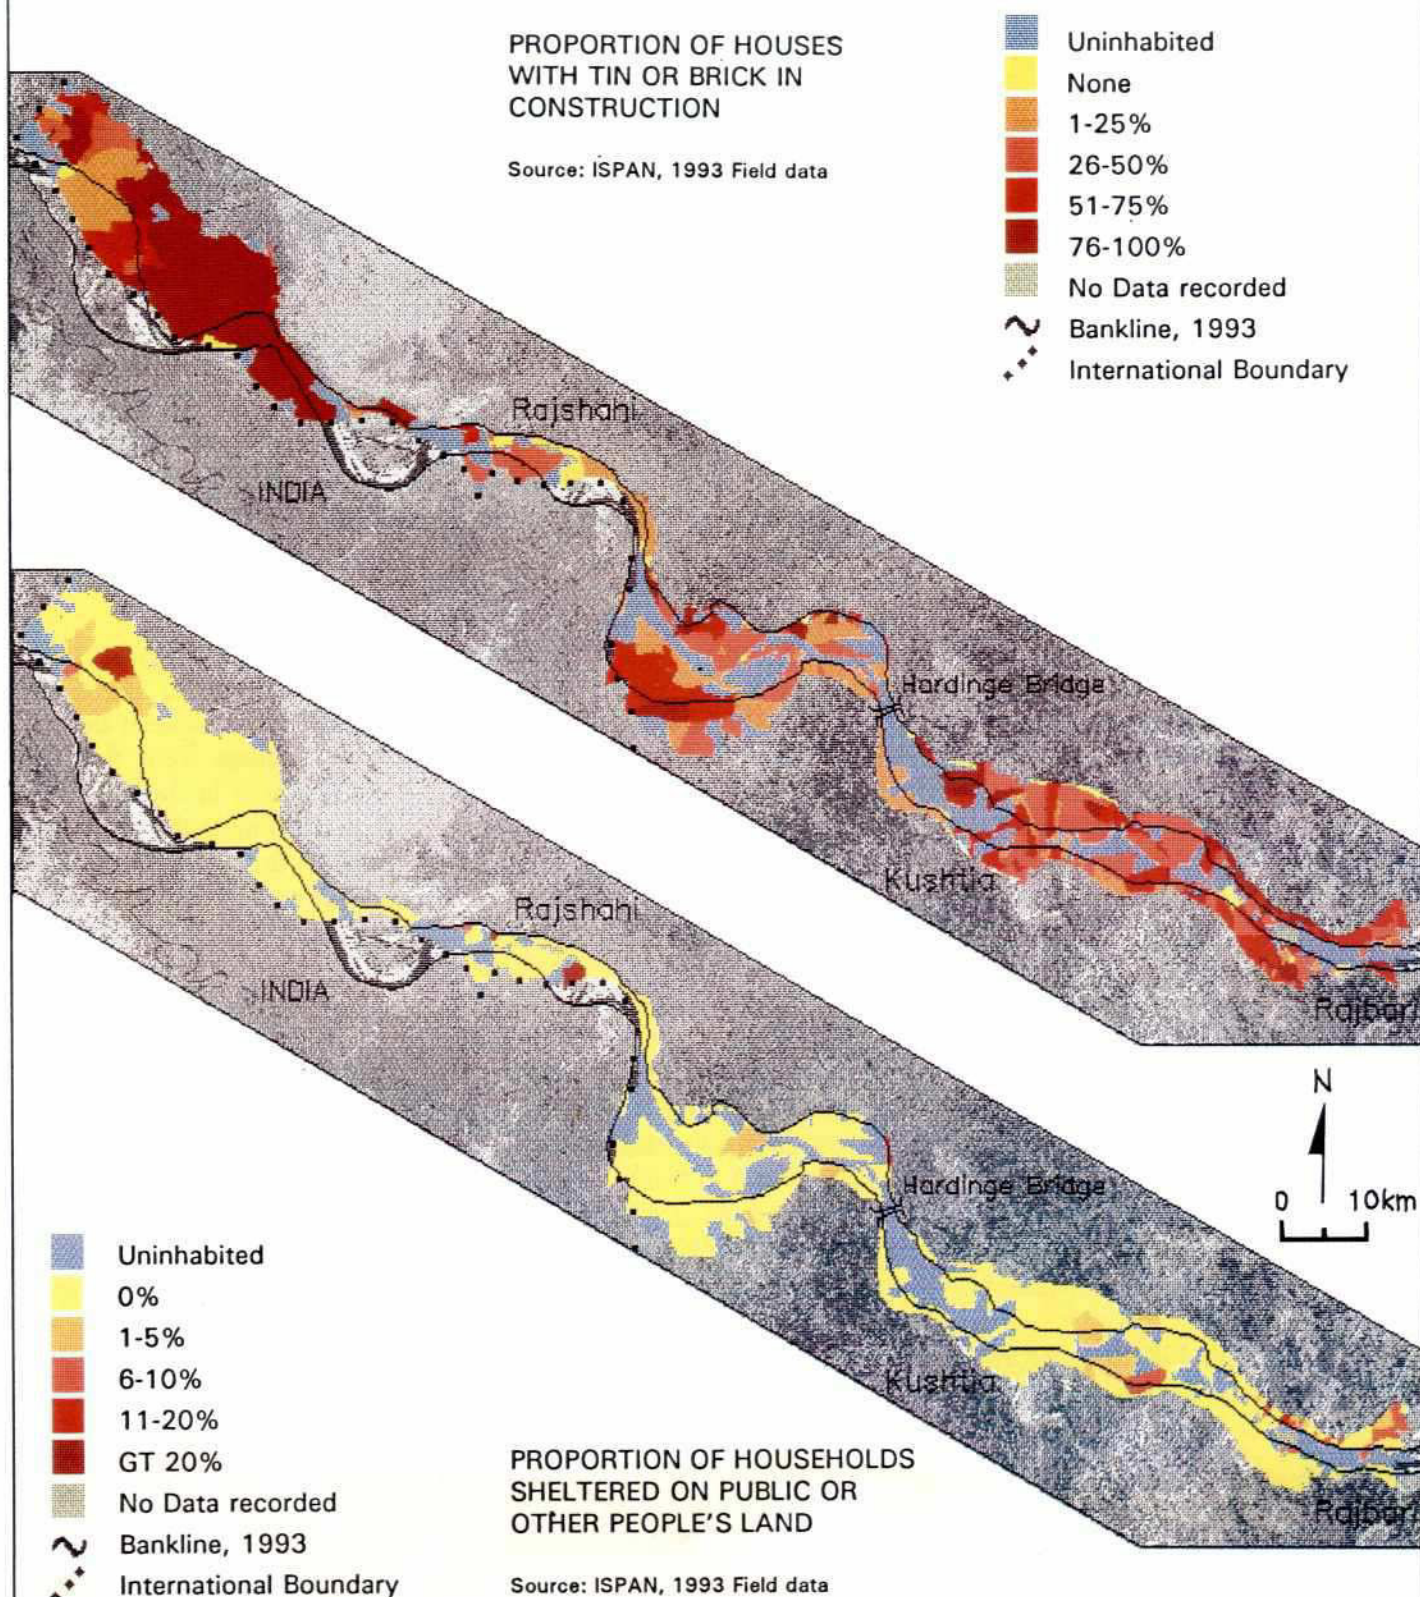 PROPORTION OF HOUSES
WITH TIN OR BRICK IN
CONSTRUCTION
Source: ISPAN, 1993 Field data
Uninhabited
None
1-25%
26-50%
51-75%
76-100%
No Data recorded
Bankline, 1993
International Boundary
Rajshahi
INDIA
Hardinge Bridge
Kushtia
Rajbari
N
0 10km
Rajshahi
INDIA
Hardinge Bridge
Kushtia
Rajbari
Uninhabited
0%
1-5%
6-10%
11-20%
GT 20%
No Data recorded
Bankline, 1993
International Boundary
PROPORTION OF HOUSEHOLDS
SHELTERED ON PUBLIC OR
OTHER PEOPLE'S LAND
Source: ISPAN, 1993 Field data